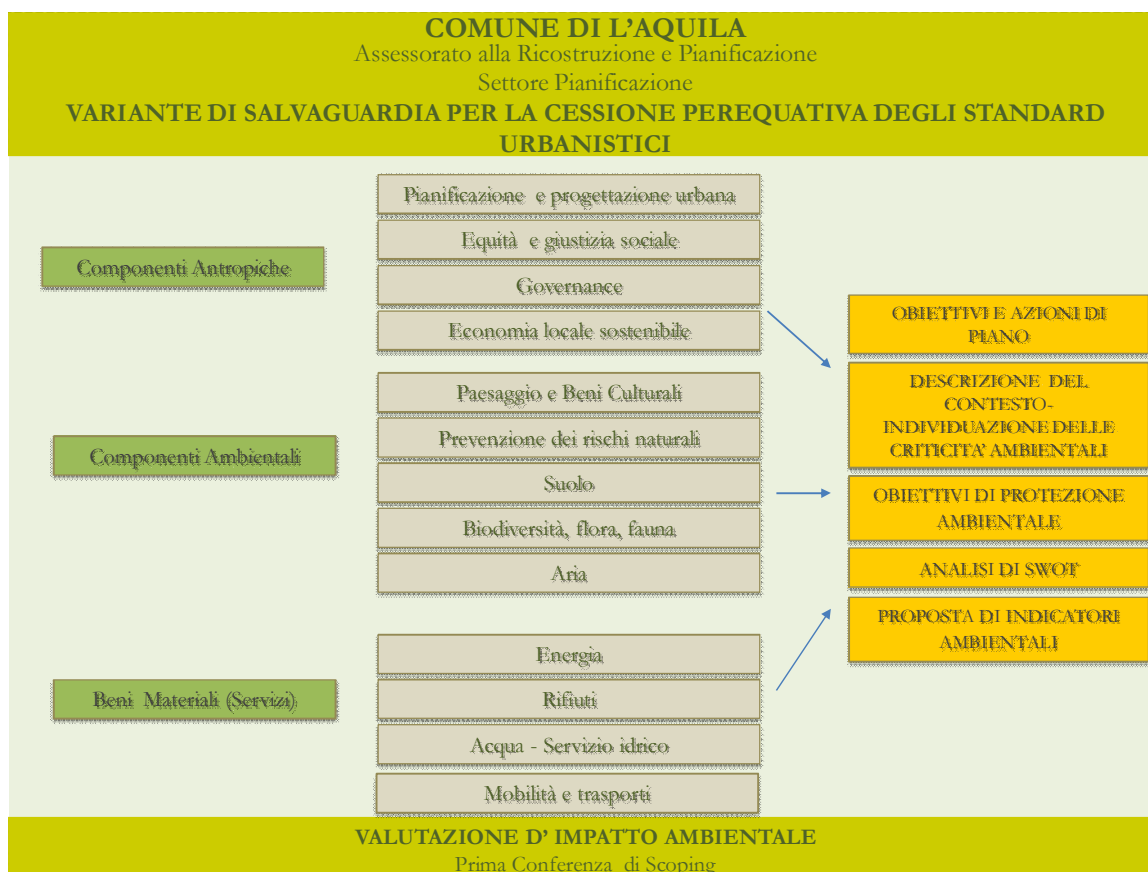 COMUNE DI L'AQUILA
Assessorato alla Ricostruzione e Pianificazione
Settore Pianificazione
VARIANTE DI SALVAGUARDIA PER LA CESSIONE PEREQUATIVA DEGLI STANDARD
URBANISTICI
Componenti Antropiche
Pianificazione e progettazione urbana
Equità e giustizia sociale
Governance
Economia locale sostenibile
Componenti Ambientali
Paesaggio e Beni Culturali
Prevenzione dei rischi naturali
Suolo
Biodiversità, flora, fauna
Aria
Beni Materiali (Servizi)
Energia
Rifiuti
Acqua - Servizio idrico
Mobilità e trasporti
OBIETTIVI E AZIONI DI
PIANO
DESCRIZIONE DEL
CONTESTO-
INDIVIDUAZIONE DELLE
CRITICITA' AMBIENTALI
OBIETTIVI DI PROTEZIONE
AMBIENTALE
ANALISI DI SWOT
PROPOSTA DI INDICATORI
AMBIENTALI
VALUTAZIONE D' IMPATTO AMBIENTALE
Prima Conferenza di Scoping